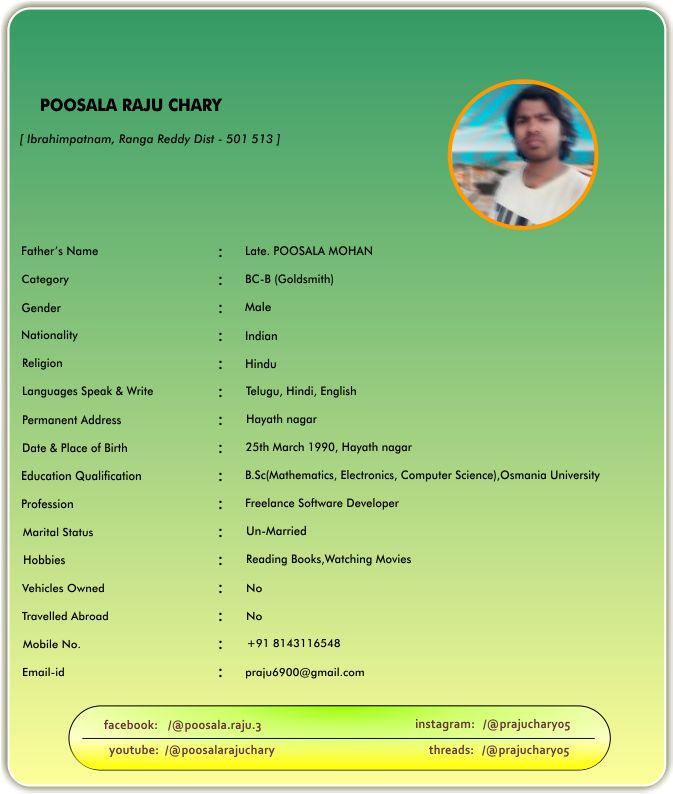 POOSALA RAJU CHARY
[ Ibrahimpatnam, Ranga Reddy Dist - 501 513 ]
Father's Name : Late. POOSALA MOHAN
Category : BC-B (Goldsmith)
Gender : Male
Nationality : Indian
Religion : Hindu
Languages Speak & Write : Telugu, Hindi, English
Permanent Address : Hayath nagar
Date & Place of Birth : 25th March 1990, Hayath nagar
Education Qualification : B.Sc(Mathematics, Electronics, Computer Science),Osmania University
Profession : Freelance Software Developer
Marital Status : Un-Married
Hobbies : Reading Books,Watching Movies
Vehicles Owned : No
Travelled Abroad : No
Mobile No. : +91 8143116548
Email-id : praju6900@gmail.com
facebook: /@poosala.raju.3 instagram: /@prajuchary05
youtube: /@poosalarajuchary threads: /@prajuchary05